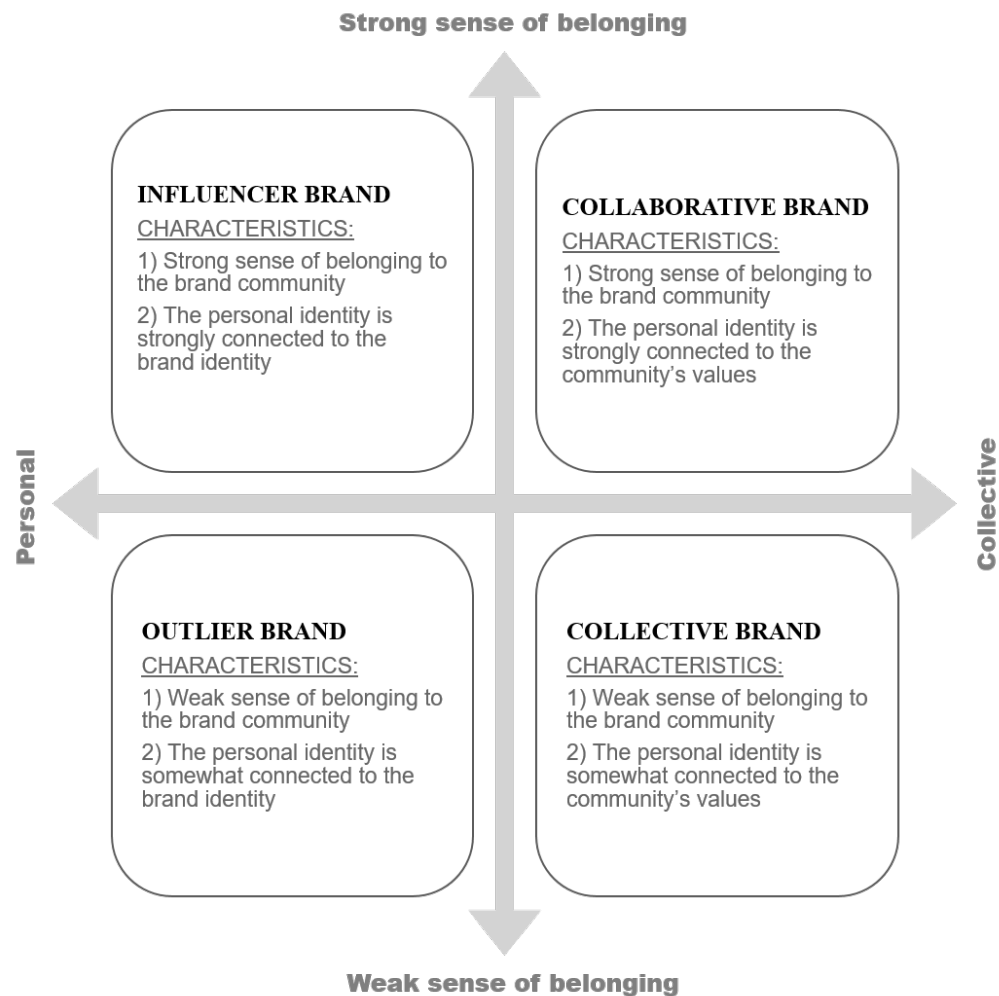 Strong sense of belonging
INFLUENCER BRAND
CHARACTERISTICS:
1) Strong sense of belonging to
the brand community
2) The personal identity is
strongly connected to the
brand identity
COLLABORATIVE BRAND
CHARACTERISTICS:
1) Strong sense of belonging to
the brand community
2) The personal identity is
strongly connected to the
community’s values
Personal
Collective
OUTLIER BRAND
CHARACTERISTICS:
1) Weak sense of belonging to
the brand community
2) The personal identity is
somewhat connected to the
brand identity
COLLECTIVE BRAND
CHARACTERISTICS:
1) Weak sense of belonging to
the brand community
2) The personal identity is
somewhat connected to the
community’s values
Weak sense of belonging